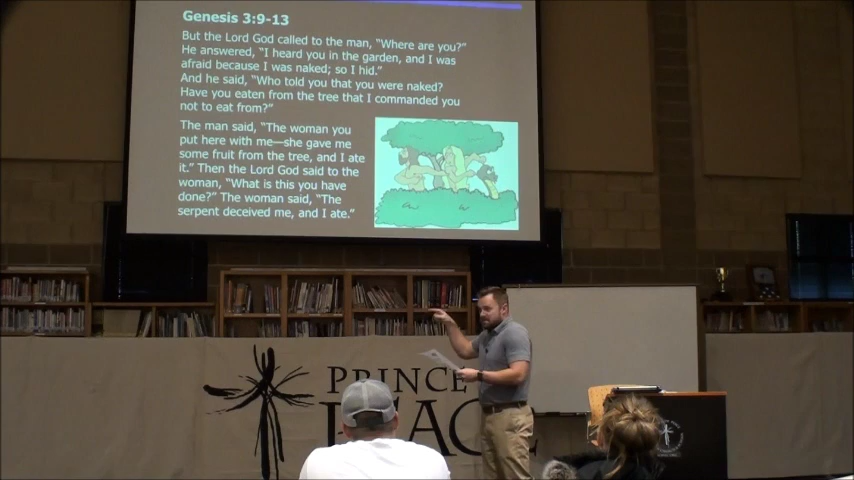 Genesis 3:9-13
But the Lord God called to the man, “Where are you?”
He answered, “I heard you in the garden, and I was
afraid because I was naked; so I hid.”
And he said, “Who told you that you were naked?
Have you eaten from the tree that I commanded you
not to eat from?”
The man said, “The woman you
put here with me—she gave me
some fruit from the tree, and I ate
it.” Then the Lord God said to the
woman, “What is this you have
done?” The woman said, “The
serpent deceived me, and I ate.”
PRINCE
PEAC